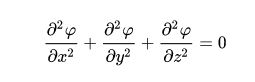 ∂²φ/∂x² + ∂²φ/∂y² + ∂²φ/∂z² = 0